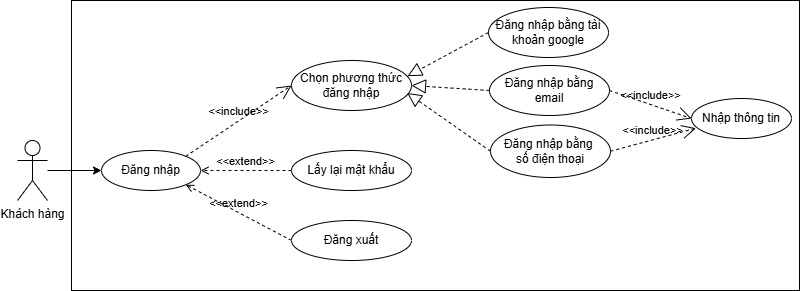 Đăng nhập bằng tài
khoản google
Chọn phương thức
đăng nhập
Đăng nhập bằng
email
<<include>>
<<include>>
Nhập thông tin
<<include>>
Đăng nhập bằng
số điện thoại
Đăng nhập
<<extend>>
Lấy lại mật khẩu
Khách hàng
<<extend>>
Đăng xuất